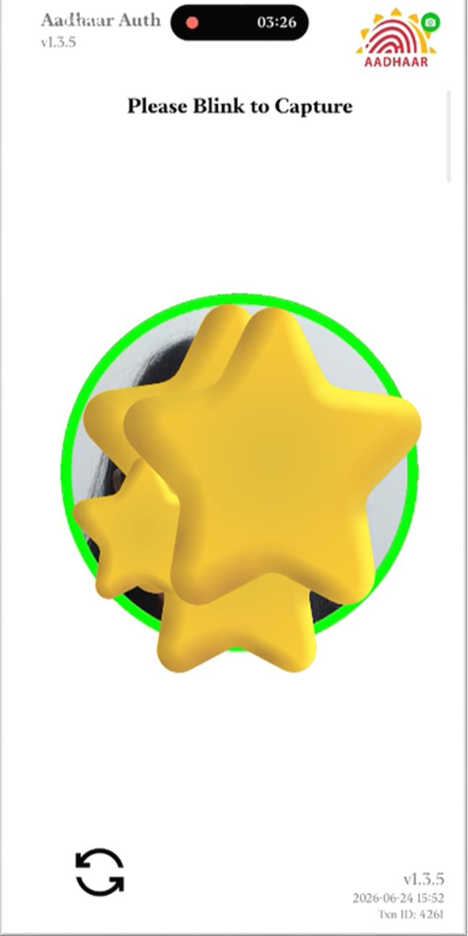 Aadhaar Auth
v1.3.5
03:26
AADHAAR
Please Blink to Capture
v1.3.5
2026-06-24 15:52
Txn ID: 4261